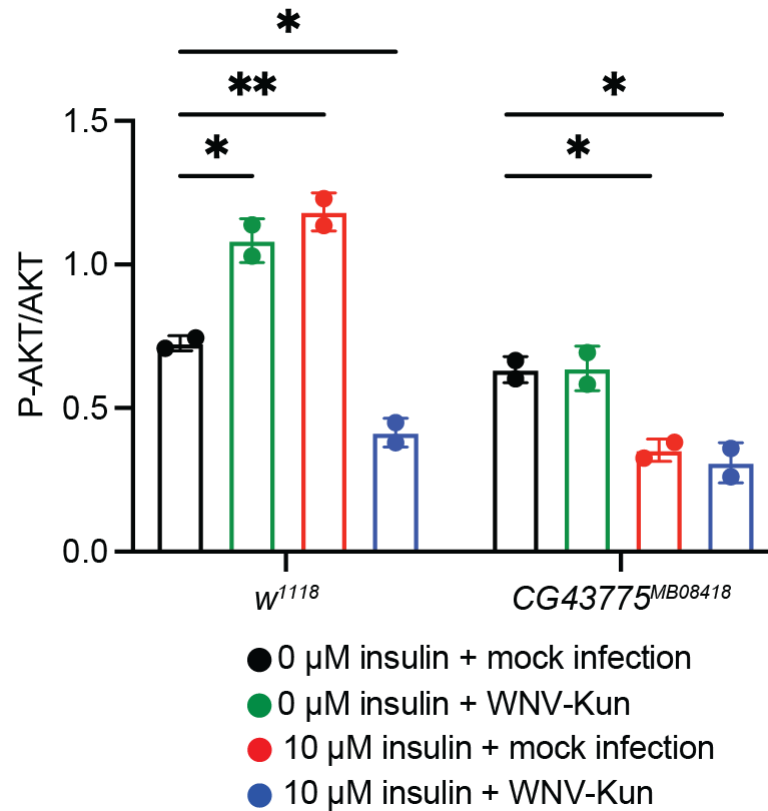 *
**
*
*
*
1.5
1.0
0.5
0.0
P-AKT/AKT
w¹¹¹⁸
CG43775ᴹᴮ⁰⁸⁴¹⁸
0 µM insulin + mock infection
0 µM insulin + WNV-Kun
10 µM insulin + mock infection
10 µM insulin + WNV-Kun